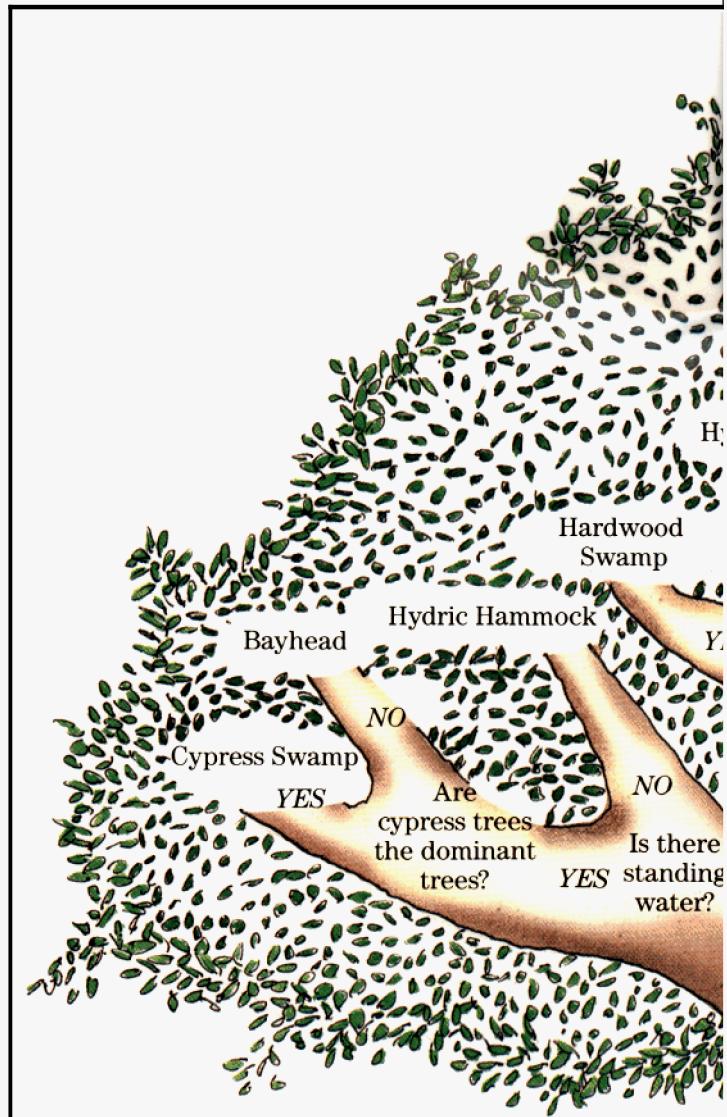 Hardwood
Swamp
Hydric Hammock
Bayhead
NO
Cypress Swamp
YES
Are
cypress trees
the dominant
trees?
NO
Is there
standing
water?
YES